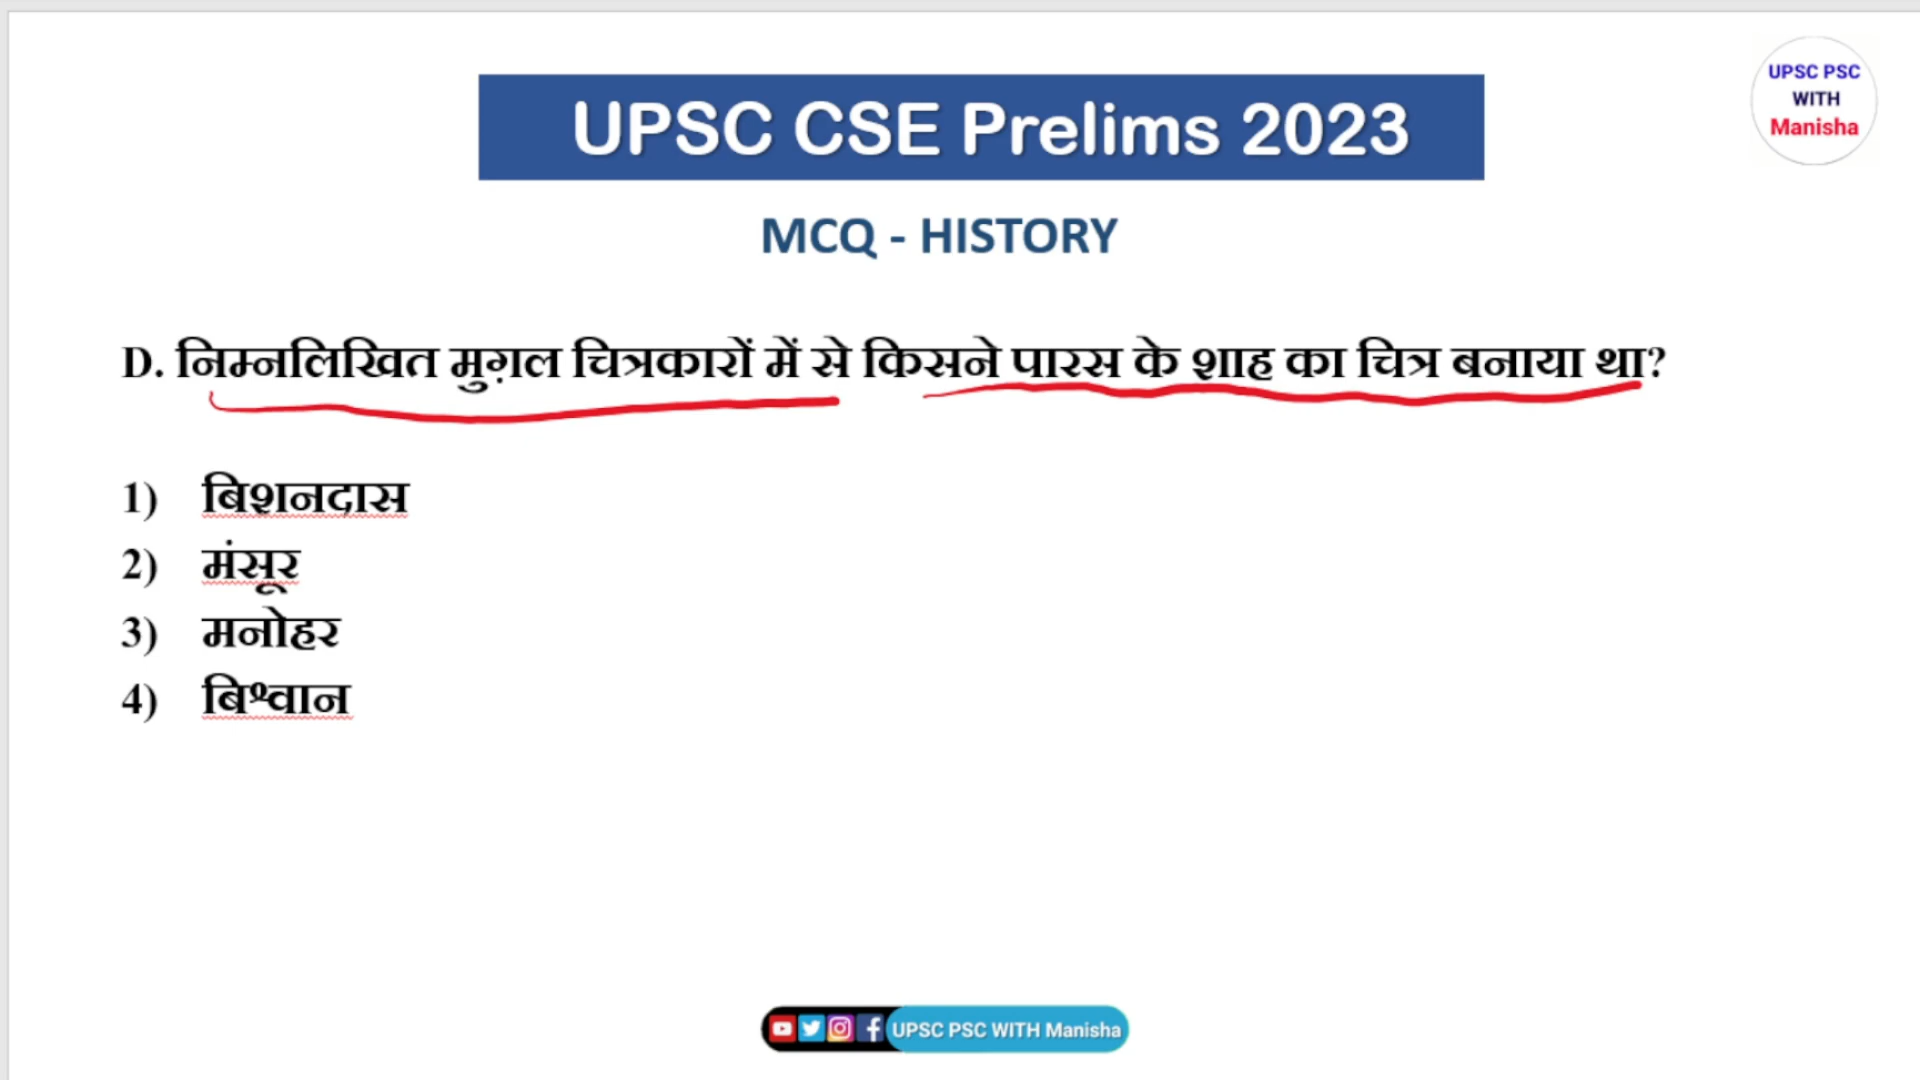 UPSC PSC
WITH
Manisha
UPSC CSE Prelims 2023
MCQ - HISTORY
D. निम्नलिखित मुग़ल चित्रकारों में से किसने पारस के शाह का चित्र बनाया था?
1) बिशनदास
2) मंसूर
3) मनोहर
4) बिश्वान
UPSC PSC WITH Manisha